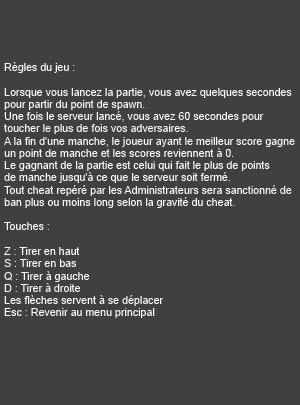 Règles du jeu :
Lorsque vous lancez la partie, vous avez quelques secondes
pour partir du point de spawn.
Une fois le serveur lancé, vous avez 60 secondes pour
toucher le plus de fois vos adversaires.
A la fin d'une manche, le joueur ayant le meilleur score gagne
un point de manche et les scores reviennent à 0.
Le gagnant de la partie est celui qui fait le plus de points
de manche jusqu'à ce que le serveur soit fermé.
Tout cheat repéré par les Administrateurs sera sanctionné de
ban plus ou moins long selon la gravité du cheat.
Touches :
Z : Tirer en haut
S : Tirer en bas
Q : Tirer à gauche
D : Tirer à droite
Les flèches servent à se déplacer
Esc : Revenir au menu principal